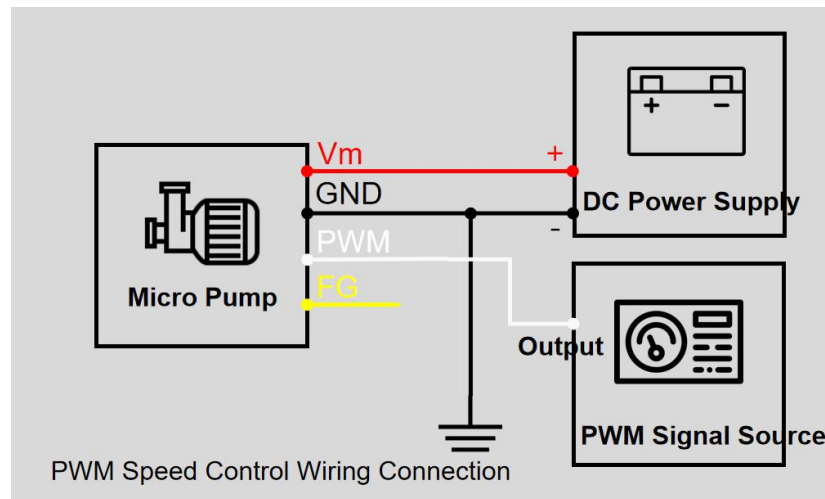 Vm
+
GND
-
PWM
FG
Micro Pump
+ -
DC Power Supply
Output
PWM Signal Source
PWM Speed Control Wiring Connection